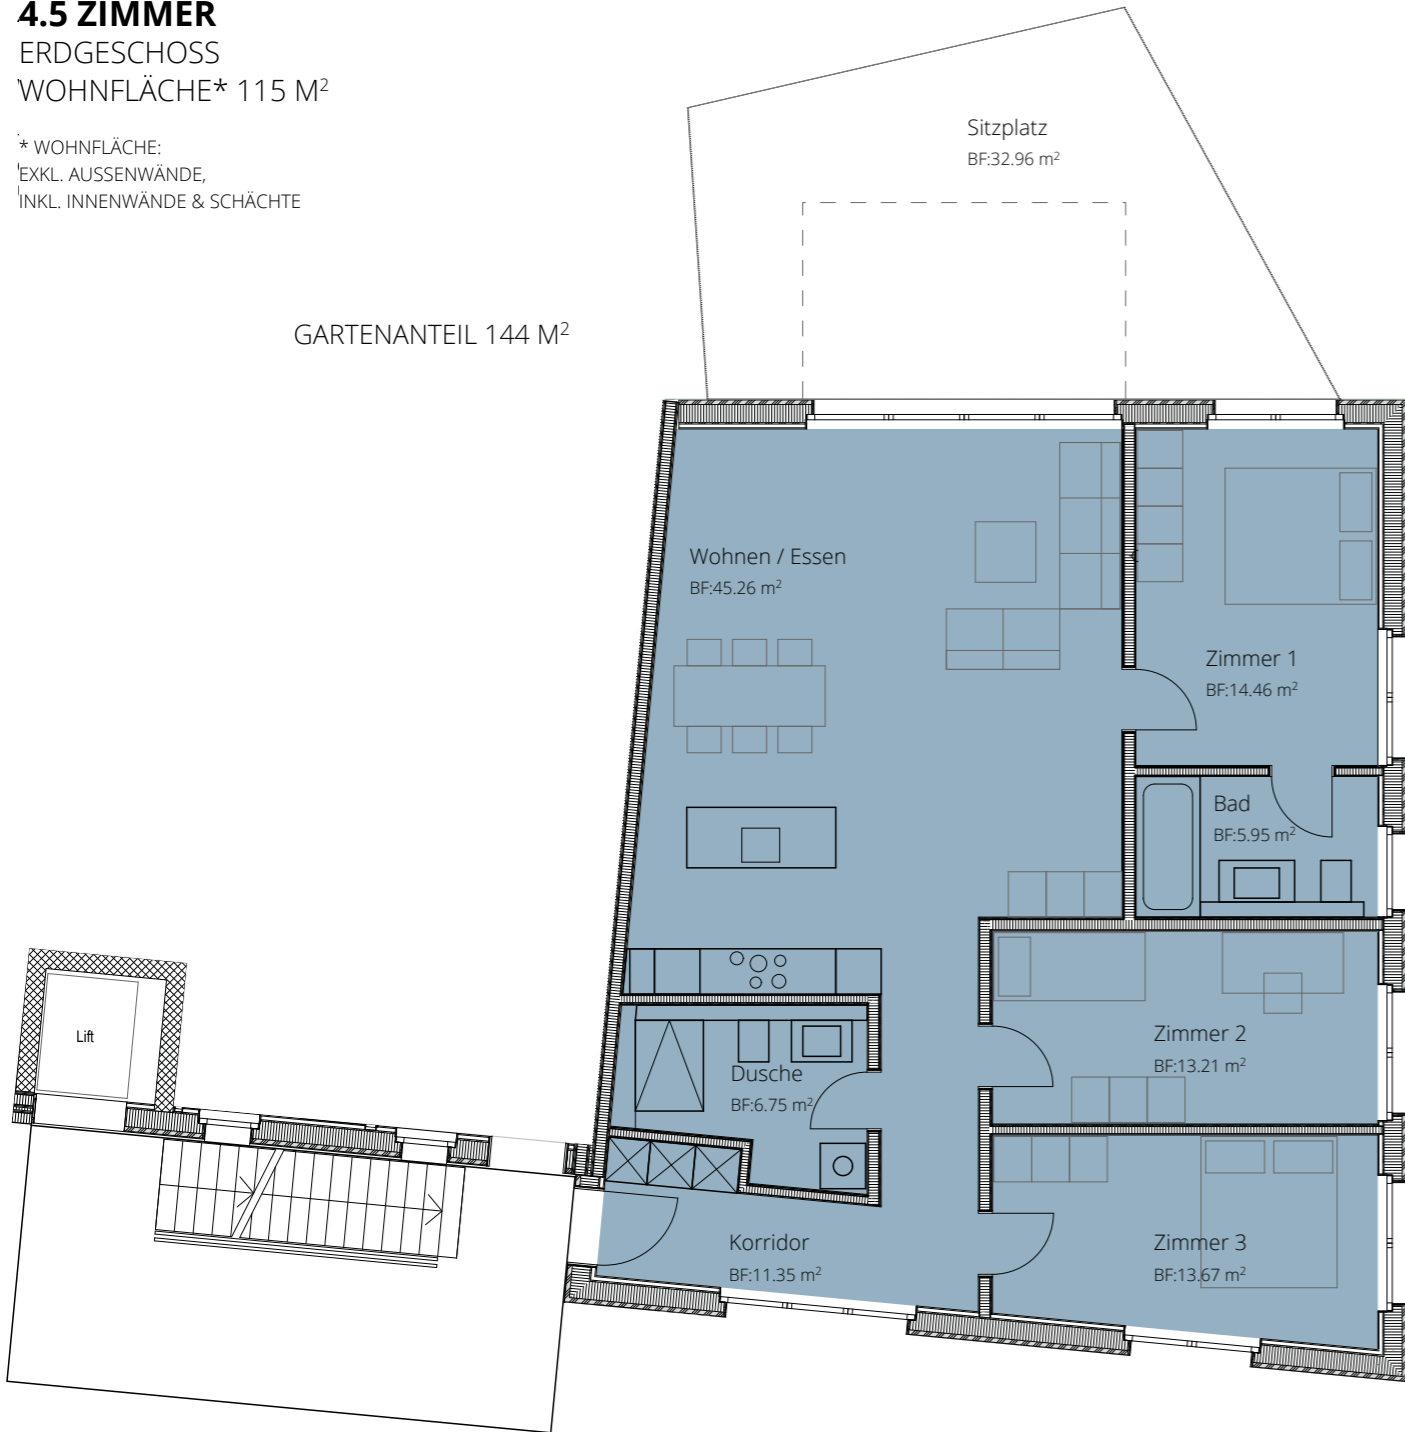 4.5 ZIMMER
ERDGESCHOSS
WOHNFLÄCHE* 115 M²
* WOHNFLÄCHE:
EXKL. AUSSENWÄNDE,
INKL. INNENWÄNDE & SCHÄCHTE
Sitzplatz
BF:32.96 m²
GARTENANTEIL 144 M²
Wohnen / Essen
BF:45.26 m²
Zimmer 1
BF:14.46 m²
Bad
BF:5.95 m²
Lift
Zimmer 2
BF:13.21 m²
Dusche
BF:6.75 m²
Korridor
BF:11.35 m²
Zimmer 3
BF:13.67 m²